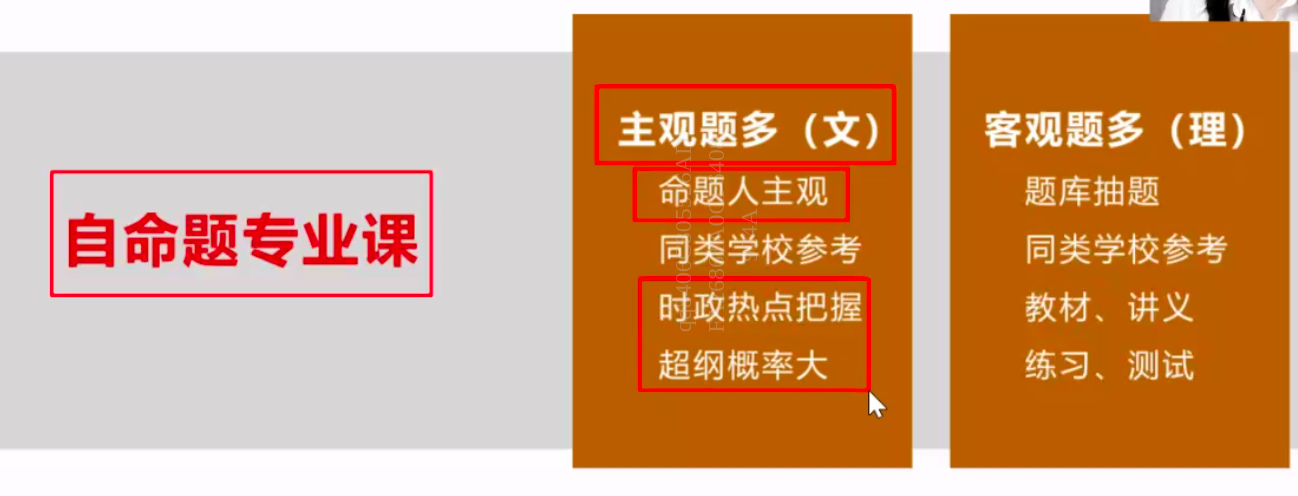 自命题专业课
主观题多（文）
命题人主观
同类学校参考
时政热点把握
超纲概率大
客观题多（理）
题库抽题
同类学校参考
教材、讲义
练习、测试